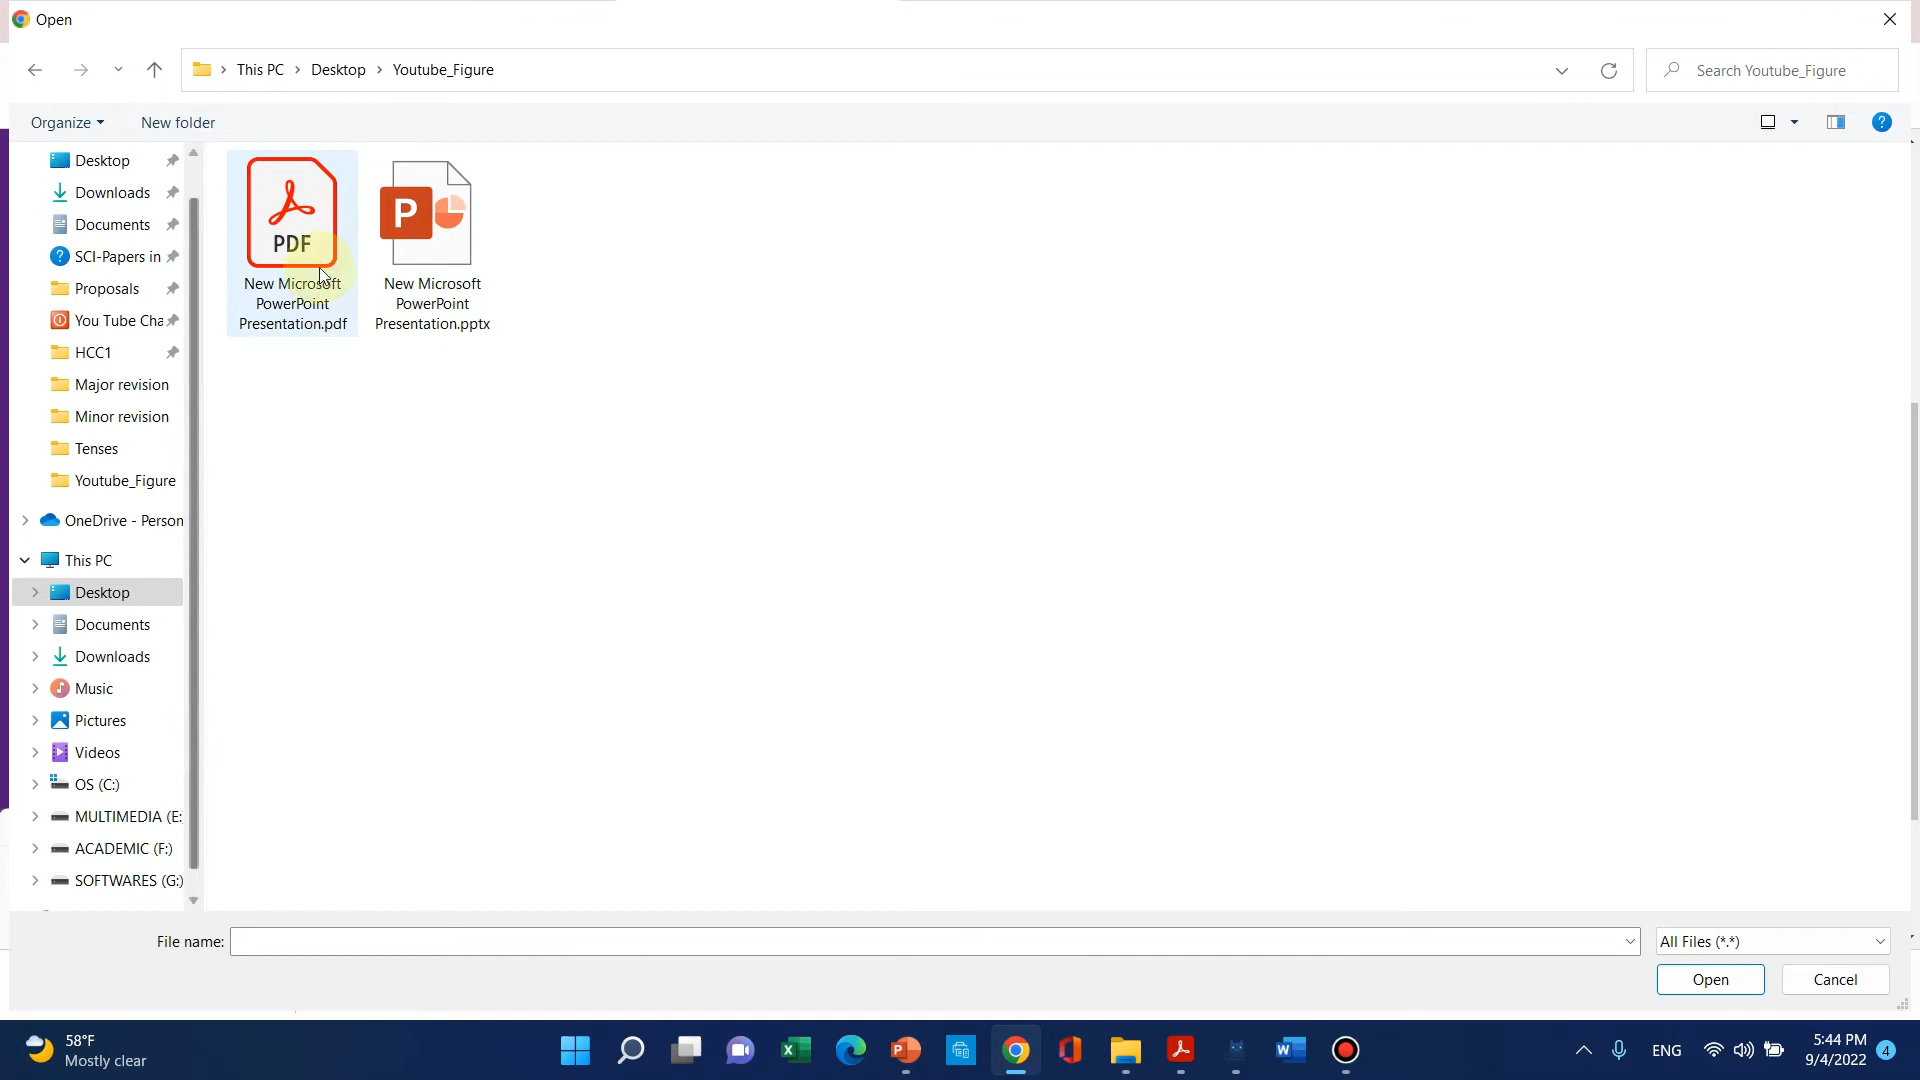 Open
This PC > Desktop > Youtube_Figure
Search Youtube_Figure
Organize
New folder
Desktop
Downloads
Documents
SCI-Papers in
Proposals
You Tube Cha
HCC1
Major revision
Minor revision
Tenses
Youtube_Figure
OneDrive - Person
This PC
Desktop
Documents
Downloads
Music
Pictures
Videos
OS (C:)
MULTIMEDIA (E:
ACADEMIC (F:)
SOFTWARES (G:)
PDF
New Microsoft
PowerPoint
Presentation.pdf
P
New Microsoft
PowerPoint
Presentation.pptx
File name:
All Files (*.*)
Open
Cancel
58°F
Mostly clear
ENG
5:44 PM
9/4/2022
4